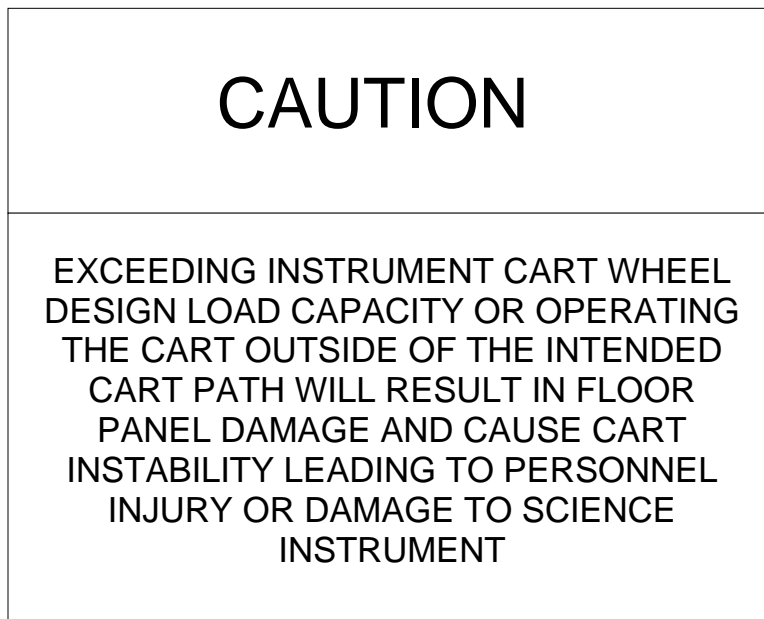 CAUTION
EXCEEDING INSTRUMENT CART WHEEL
DESIGN LOAD CAPACITY OR OPERATING
THE CART OUTSIDE OF THE INTENDED
CART PATH WILL RESULT IN FLOOR
PANEL DAMAGE AND CAUSE CART
INSTABILITY LEADING TO PERSONNEL
INJURY OR DAMAGE TO SCIENCE
INSTRUMENT